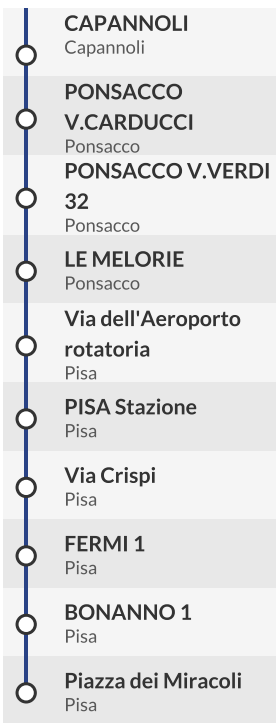 CAPANNOLI
Capannoli
PONSACCO
V.CARDUCCI
Ponsacco
PONSACCO V.VERDI
32
Ponsacco
LE MELORIE
Ponsacco
Via dell'Aeroporto
rotatoria
Pisa
PISA Stazione
Pisa
Via Crispi
Pisa
FERMI 1
Pisa
BONANNO 1
Pisa
Piazza dei Miracoli
Pisa